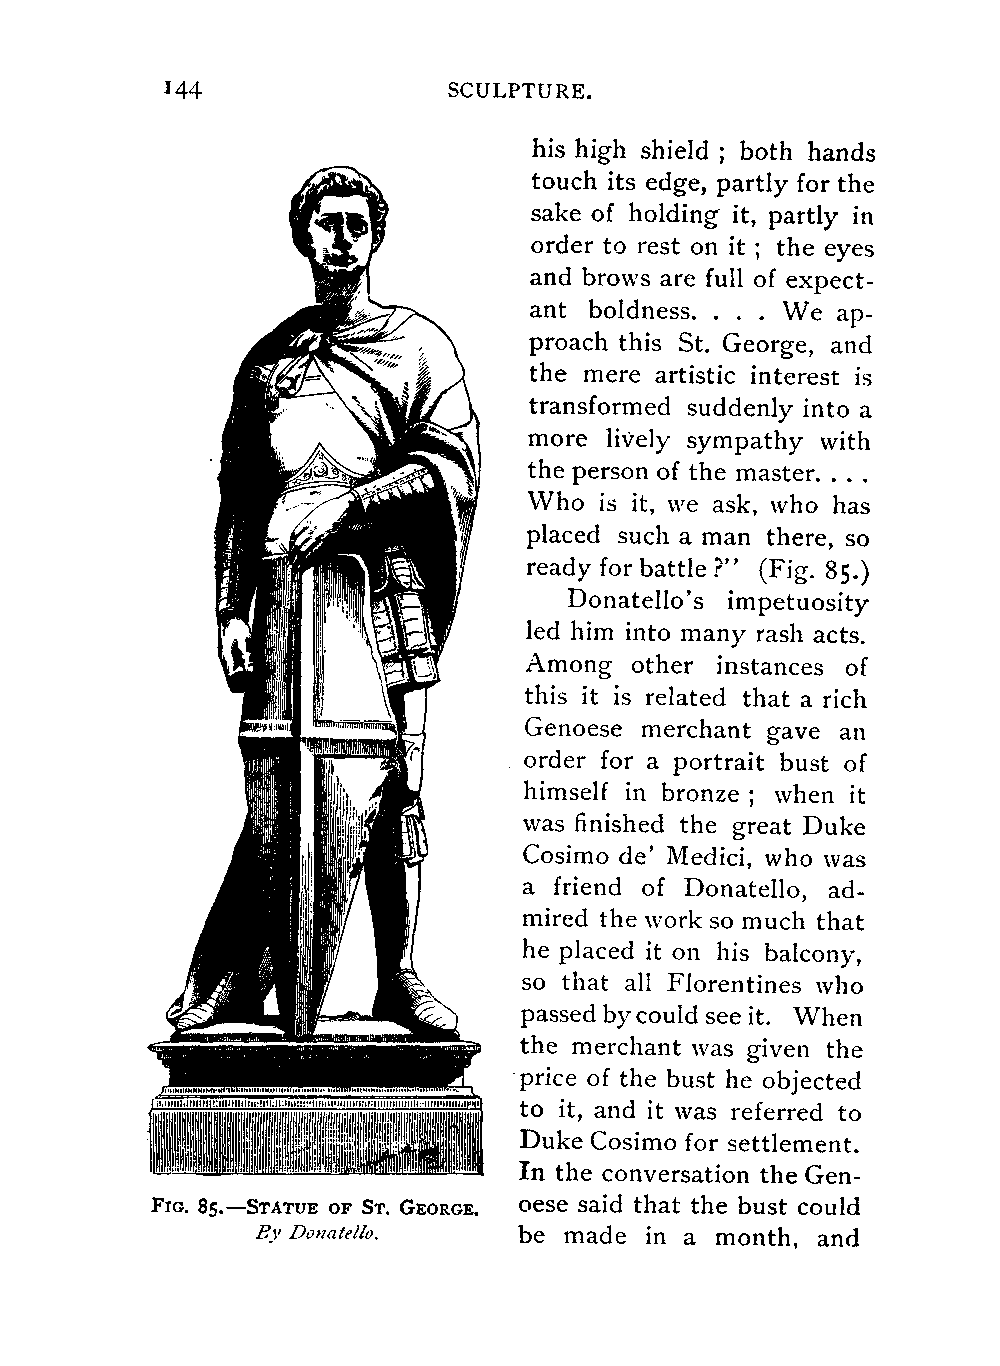 144
SCULPTURE.
his high shield ; both hands
touch its edge, partly for the
sake of holding it, partly in
order to rest on it ; the eyes
and brows are full of expect-
ant boldness. . . . We ap-
proach this St. George, and
the mere artistic interest is
transformed suddenly into a
more lively sympathy with
the person of the master. . . .
Who is it, we ask, who has
placed such a man there, so
ready for battle ?” (Fig. 85.)
Donatello’s impetuosity
led him into many rash acts.
Among other instances of
this it is related that a rich
Genoese merchant gave an
order for a portrait bust of
himself in bronze ; when it
was finished the great Duke
Cosimo de’ Medici, who was
a friend of Donatello, ad-
mired the work so much that
he placed it on his balcony,
so that all Florentines who
passed by could see it. When
the merchant was given the
price of the bust he objected
to it, and it was referred to
Duke Cosimo for settlement.
In the conversation the Gen-
oese said that the bust could
be made in a month, and
Fig. 85.—Statue of St. George.
By Donatello.